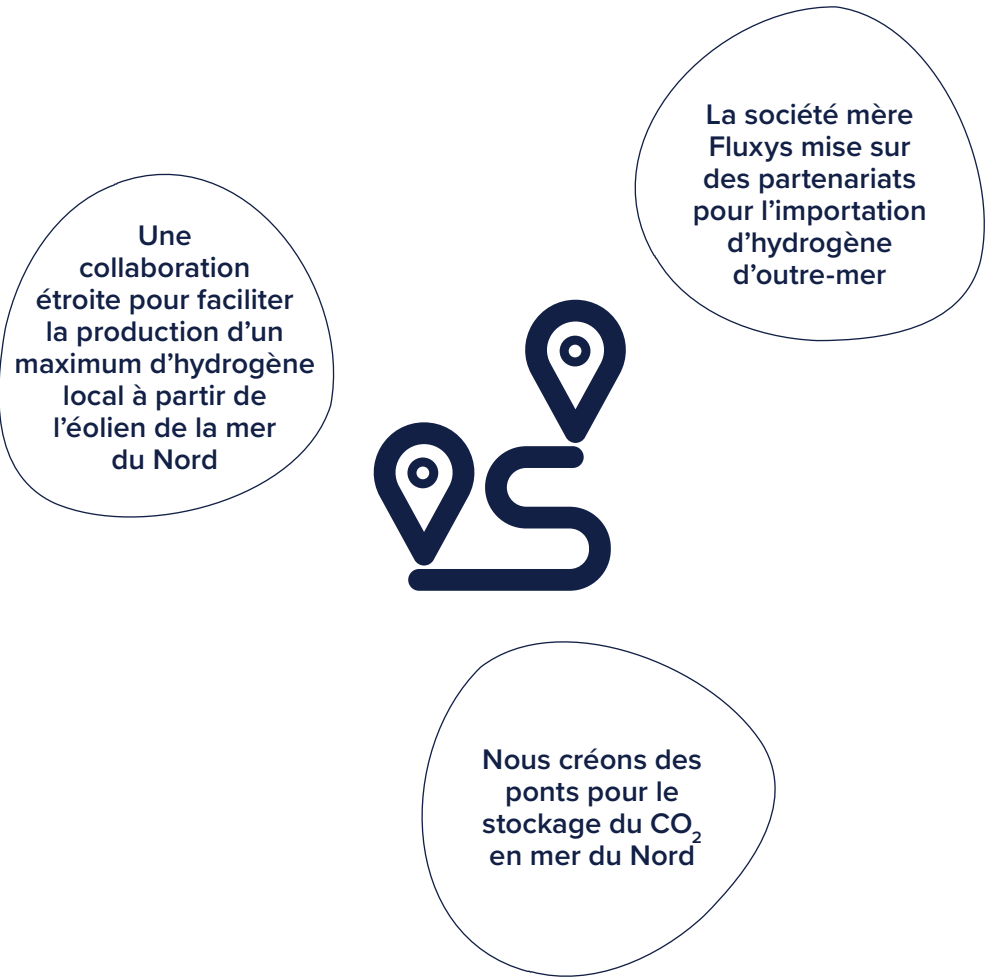 Une
collaboration
étroite pour faciliter
la production d’un
maximum d’hydrogène
local à partir de
l’éolien de la mer
du Nord
La société mère
Fluxys mise sur
des partenariats
pour l’importation
d’hydrogène
d’outre-mer
Nous créons des
ponts pour le
stockage du CO₂
en mer du Nord